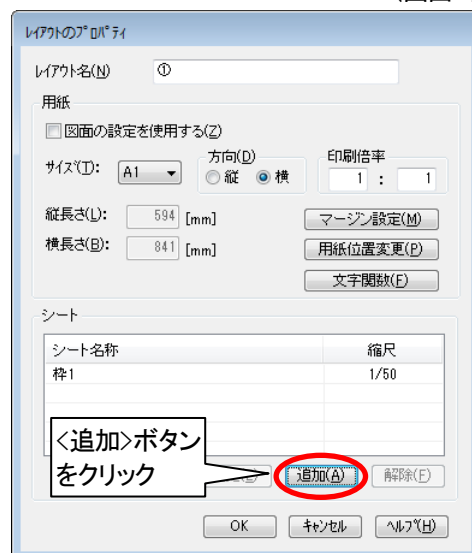 レイアウトのプロパティ
レイアウト名(N) ①
用紙
図面の設定を使用する(Z)
サイズ(T): A1 方向(D) 縦 横 印刷倍率 1 : 1
縦長さ(L): 594 [mm] マージン設定(M)
横長さ(B): 841 [mm] 用紙位置変更(P)
文字関数(F)
シート
シート名称 縮尺
枠1 1/50
<追加>ボタン
をクリック
追加(A) 解除(F)
OK キャンセル ヘルプ(H)